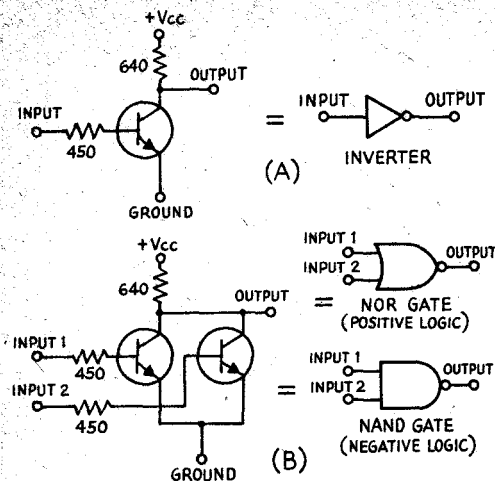 +Vcc
640
OUTPUT
INPUT
450
GROUND
=
INPUT
OUTPUT
INVERTER
(A)
+Vcc
640
OUTPUT
INPUT 1
450
INPUT 2
450
GROUND
=
INPUT 1
INPUT 2
OUTPUT
NOR GATE
(POSITIVE LOGIC)
=
INPUT 1
INPUT 2
OUTPUT
NAND GATE
(NEGATIVE LOGIC)
(B)